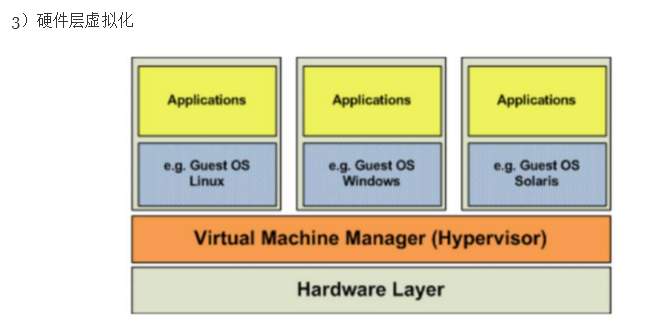 3）硬件层虚拟化
Applications
Applications
Applications
e.g. Guest OS
Linux
e.g. Guest OS
Windows
e.g. Guest OS
Solaris
Virtual Machine Manager (Hypervisor)
Hardware Layer